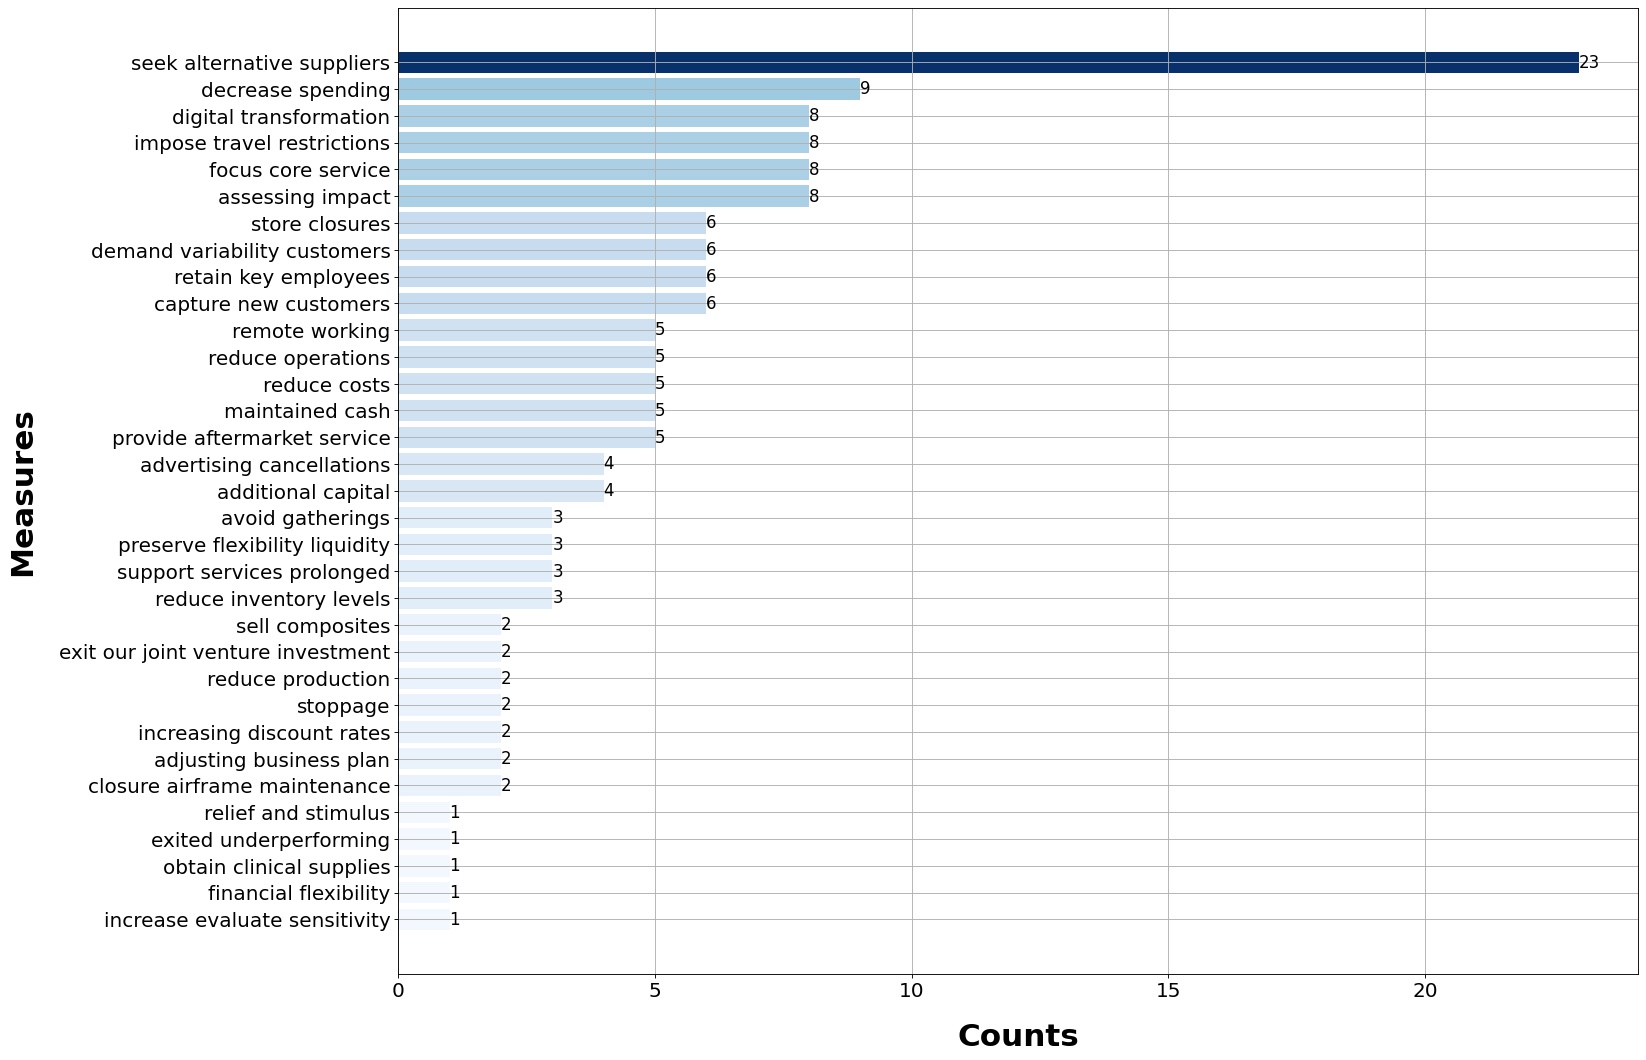 seek alternative suppliers 23
decrease spending 9
digital transformation 8
impose travel restrictions 8
focus core service 8
assessing impact 8
store closures 6
demand variability customers 6
retain key employees 6
capture new customers 6
remote working 5
reduce operations 5
reduce costs 5
maintained cash 5
provide aftermarket service 5
advertising cancellations 4
additional capital 4
avoid gatherings 3
preserve flexibility liquidity 3
support services prolonged 3
reduce inventory levels 3
sell composites 2
exit our joint venture investment 2
reduce production 2
stoppage 2
increasing discount rates 2
adjusting business plan 2
closure airframe maintenance 2
relief and stimulus 1
exited underperforming 1
obtain clinical supplies 1
financial flexibility 1
increase evaluate sensitivity 1
Measures
0 5 10 15 20
Counts